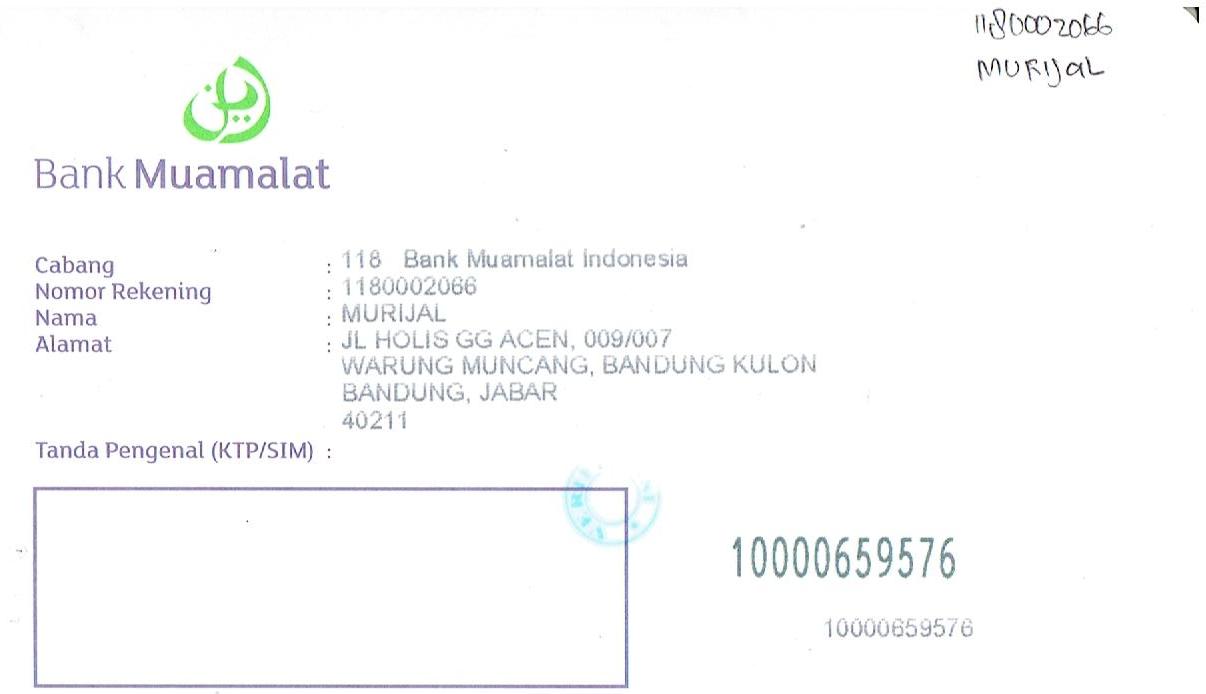 1180002066
MURIJAL
Bank Muamalat
Cabang : 118 Bank Muamalat Indonesia
Nomor Rekening : 1180002066
Nama : MURIJAL
Alamat : JL HOLIS GG ACEN, 009/007
WARUNG MUNCANG, BANDUNG KULON
BANDUNG, JABAR
40211
Tanda Pengenal (KTP/SIM) :
10000659576
10000659576